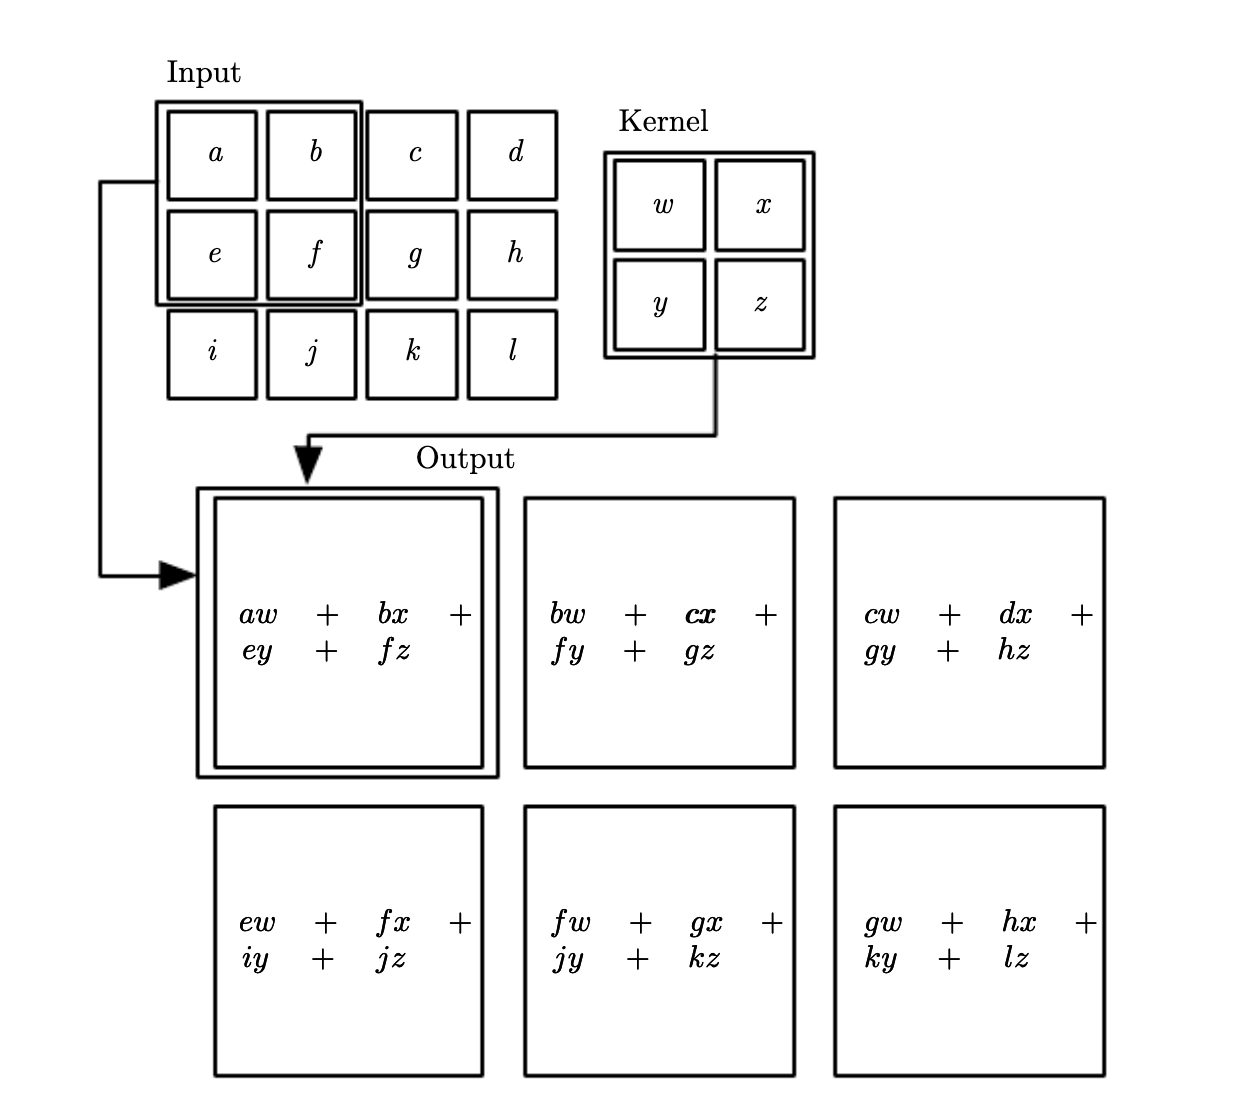 Input
Kernel
a b c d
w x
e f g h
y z
i j k l
Output
aw + bx +
ey + fz
bw + cx +
fy + gz
cw + dx +
gy + hz
ew + fx +
iy + jz
fw + gx +
jy + kz
gw + hx +
ky + lz